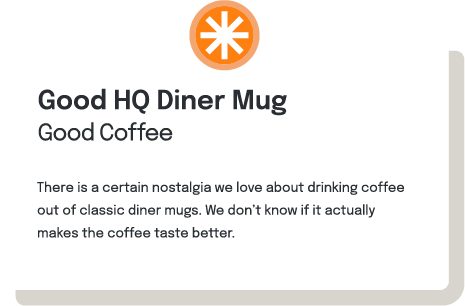 Good HQ Diner Mug
Good Coffee
There is a certain nostalgia we love about drinking coffee
out of classic diner mugs. We don't know if it actually
makes the coffee taste better.